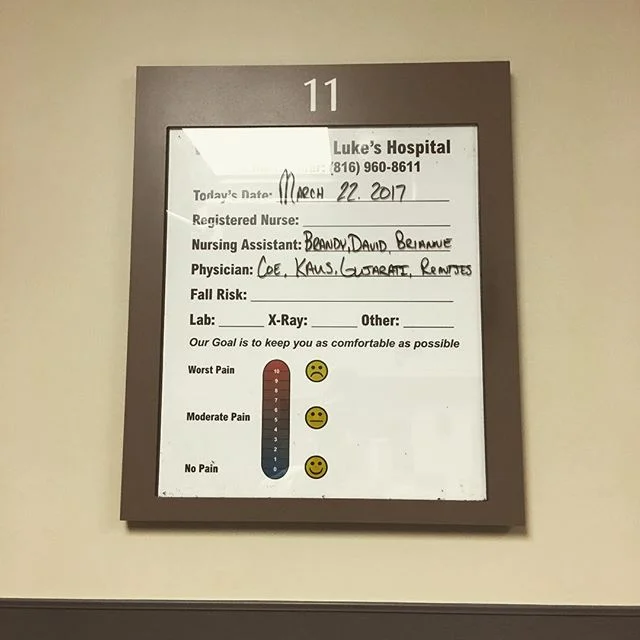 11
Luke's Hospital
(816) 960-8611
Today's Date: MARCH 22. 2017
Registered Nurse:
Nursing Assistant: BRANDY, DAVID, BRIANNE
Physician: COE, KAUS, GUJARATI, REINTJES
Fall Risk:
Lab: X-Ray: Other:
Our Goal is to keep you as comfortable as possible
Worst Pain
10
9
8
7
Moderate Pain
6
5
4
3
2
1
No Pain
0